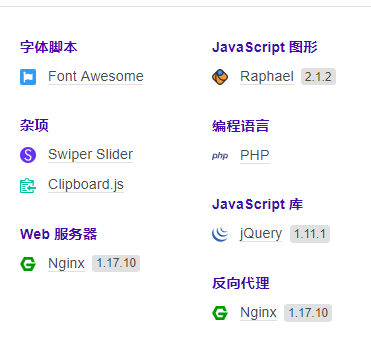 字体脚本
Font Awesome
杂项
Swiper Slider
Clipboard.js
Web 服务器
Nginx 1.17.10
JavaScript 图形
Raphael 2.1.2
编程语言
php PHP
JavaScript 库
jQuery 1.11.1
反向代理
Nginx 1.17.10